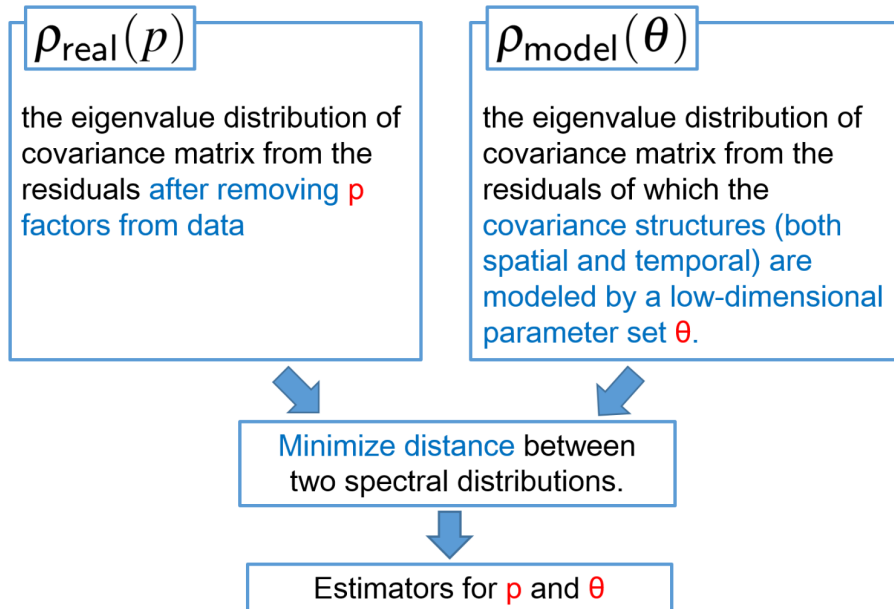 ρreal(p)
the eigenvalue distribution of
covariance matrix from the
residuals after removing p
factors from data
ρmodel(θ)
the eigenvalue distribution of
covariance matrix from the
residuals of which the
covariance structures (both
spatial and temporal) are
modeled by a low-dimensional
parameter set θ.
Minimize distance between
two spectral distributions.
Estimators for p and θ